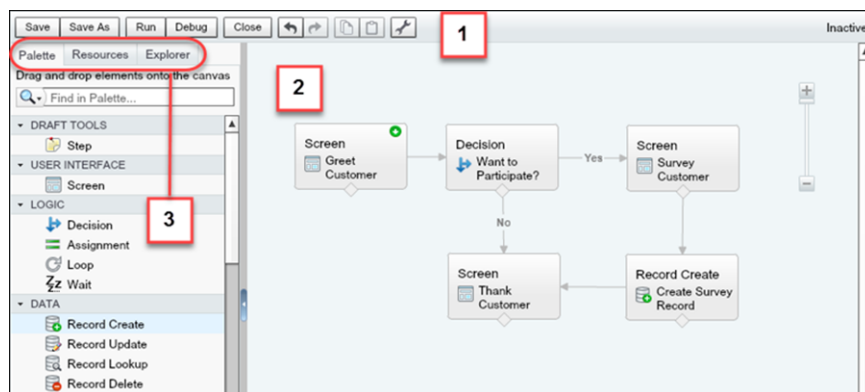 Save Save As Run Debug Close 1 Inactive
Palette Resources Explorer
Drag and drop elements onto the canvas
Find in Palette...
DRAFT TOOLS
Step
USER INTERFACE
Screen
LOGIC
Decision
Assignment
Loop
Wait
DATA
Record Create
Record Update
Record Lookup
Record Delete
3
2
Screen
Greet
Customer
Decision
Want to
Participate?
Yes
Screen
Survey
Customer
No
Screen
Thank
Customer
Record Create
Create Survey
Record